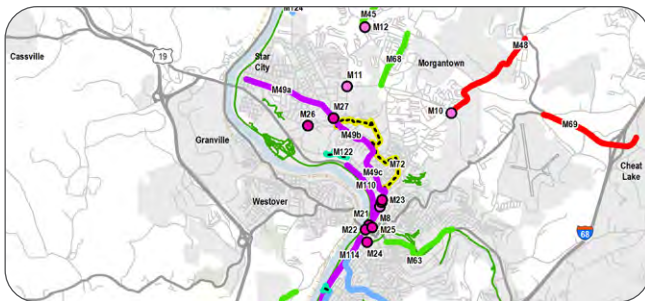 M124
M45
M12
M48
Cassville
19
Star
City
M68
Morgantown
M11
M49a
M10
M27
M26
M49b
M69
Granville
M122
M72
Cheat
Lake
M49c
M110
Westover
M23
M21
M8
M22
M25
68
M24
M63
M114